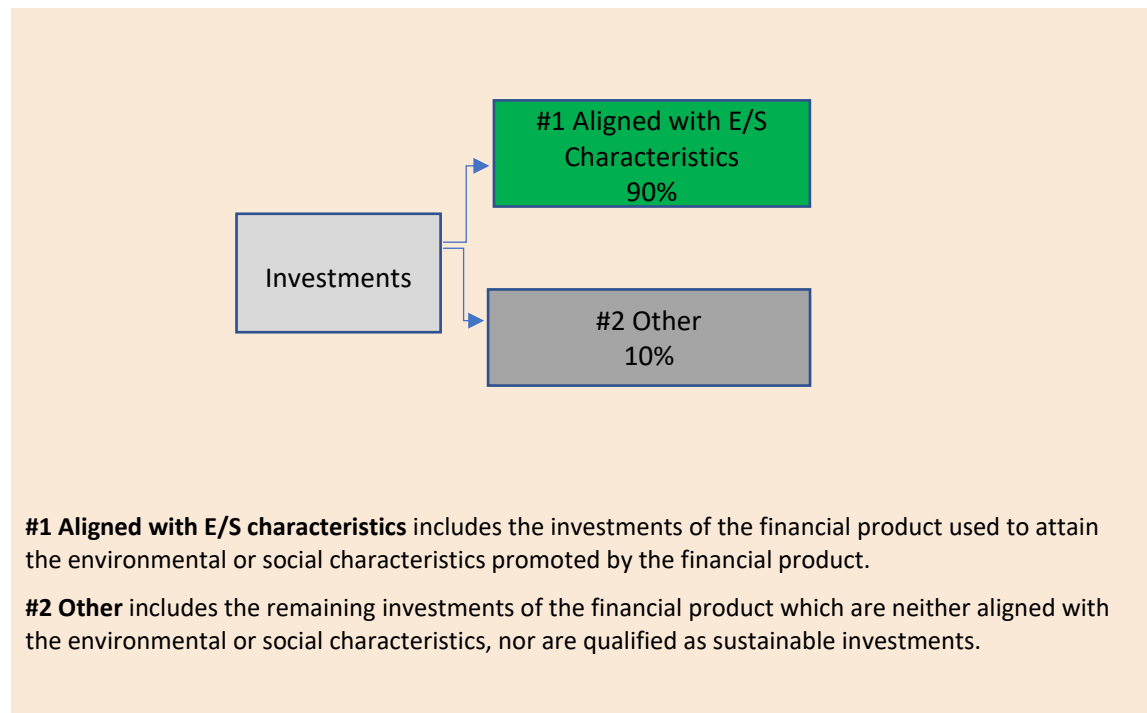 #1 Aligned with E/S
Characteristics
90%
Investments
#2 Other
10%
#1 Aligned with E/S characteristics includes the investments of the financial product used to attain
the environmental or social characteristics promoted by the financial product.
#2 Other includes the remaining investments of the financial product which are neither aligned with
the environmental or social characteristics, nor are qualified as sustainable investments.